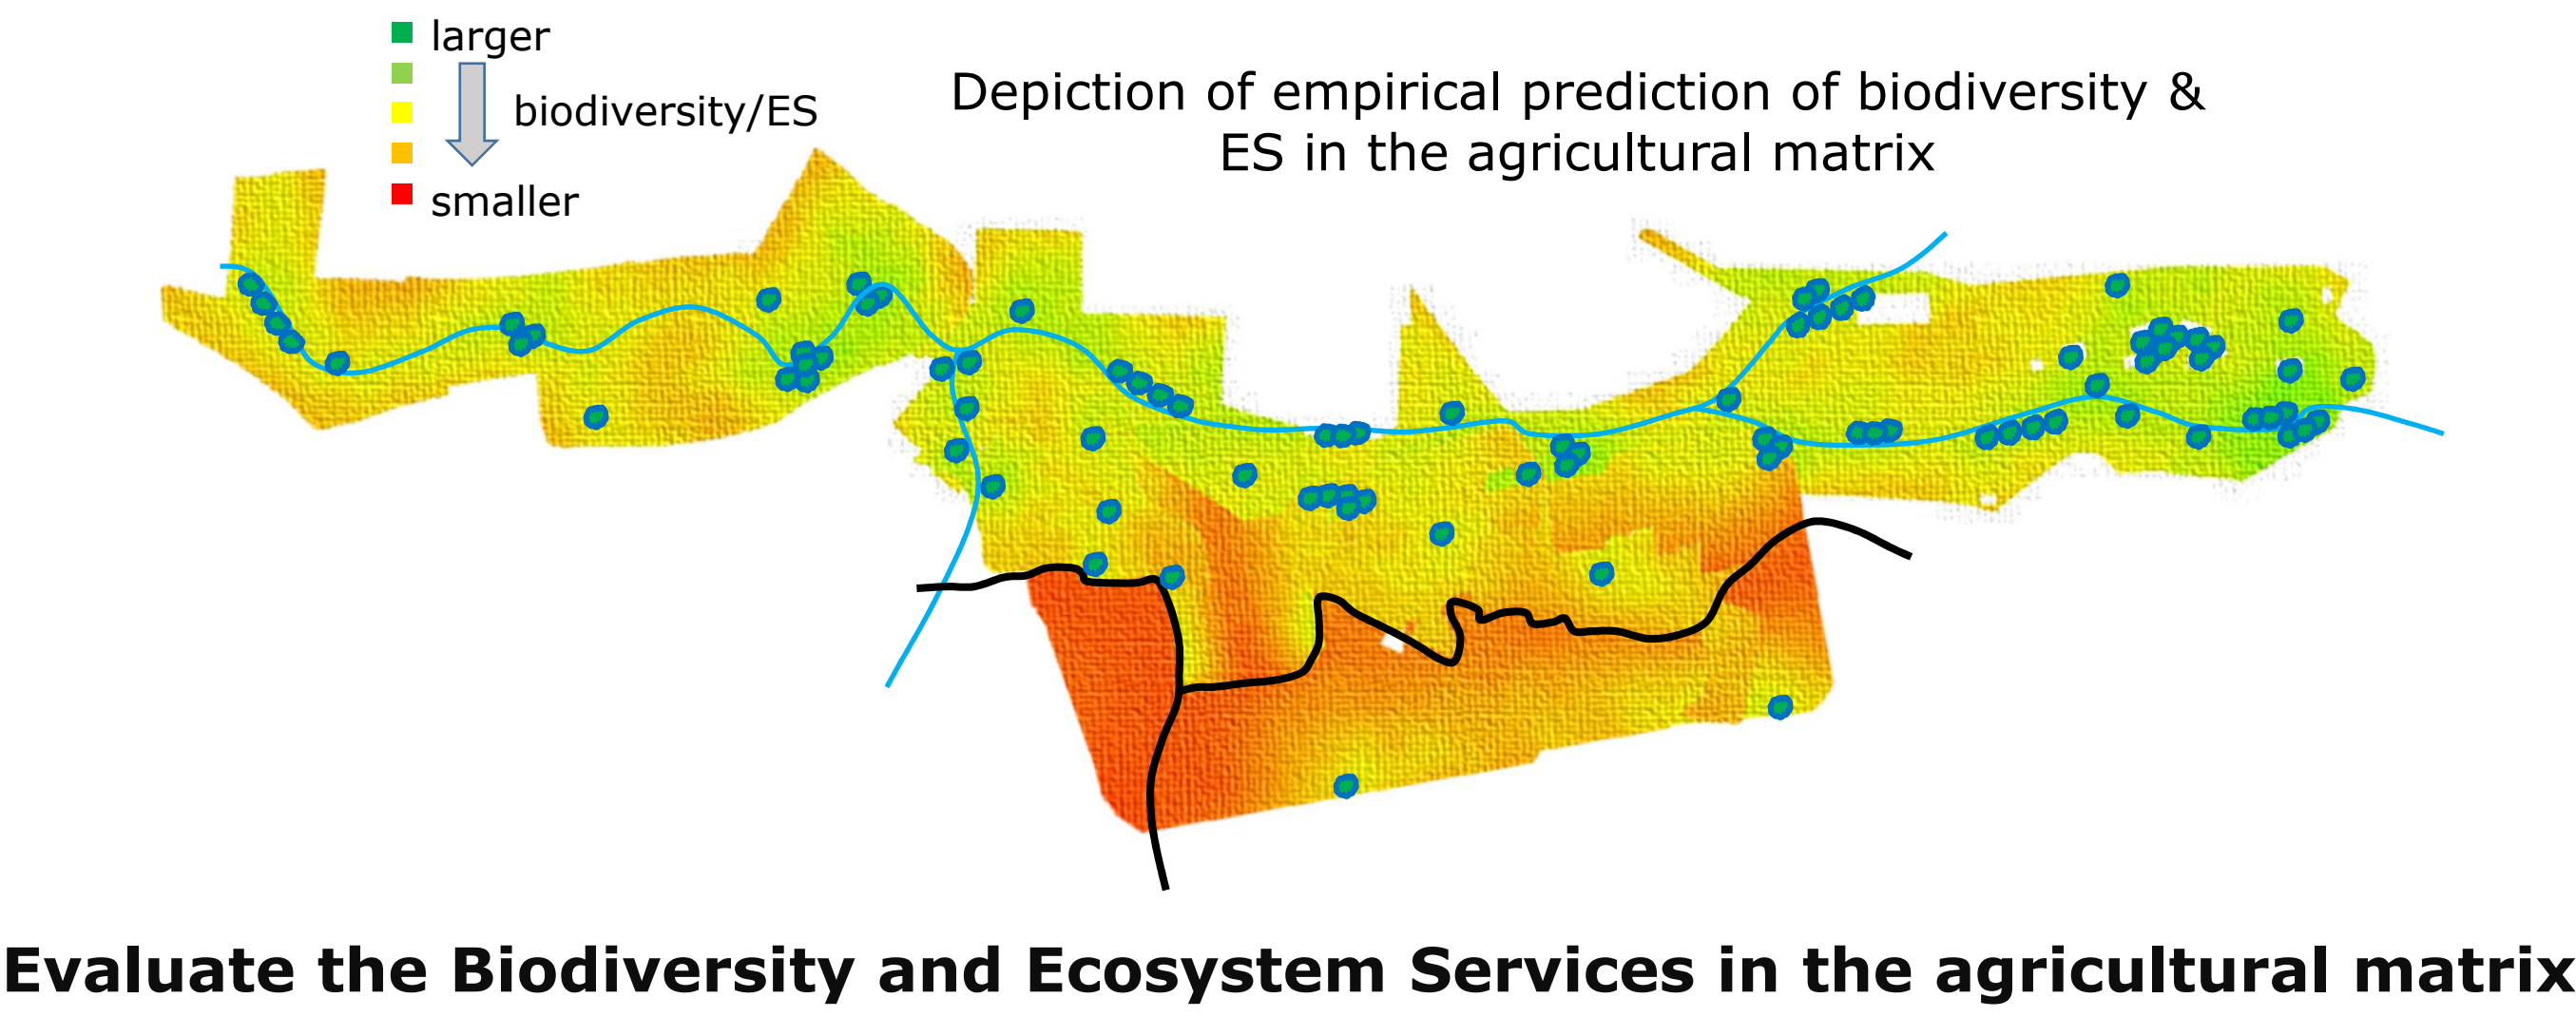 larger
biodiversity/ES
smaller
Depiction of empirical prediction of biodiversity &
ES in the agricultural matrix
Evaluate the Biodiversity and Ecosystem Services in the agricultural matrix